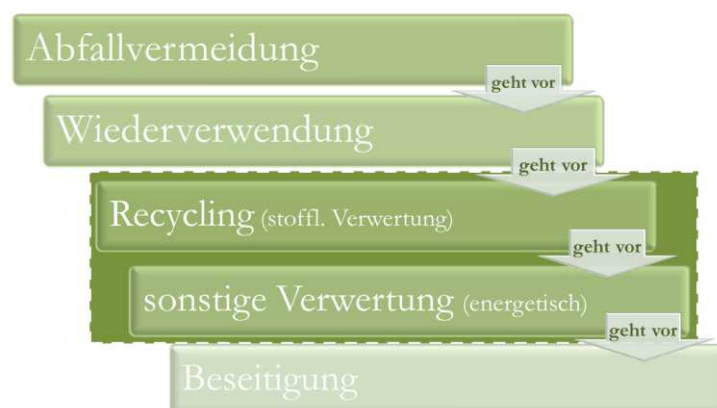 Abfallvermeidung
geht vor
Wiederverwendung
geht vor
Recycling (stoffl. Verwertung)
geht vor
sonstige Verwertung (energetisch)
geht vor
Beseitigung